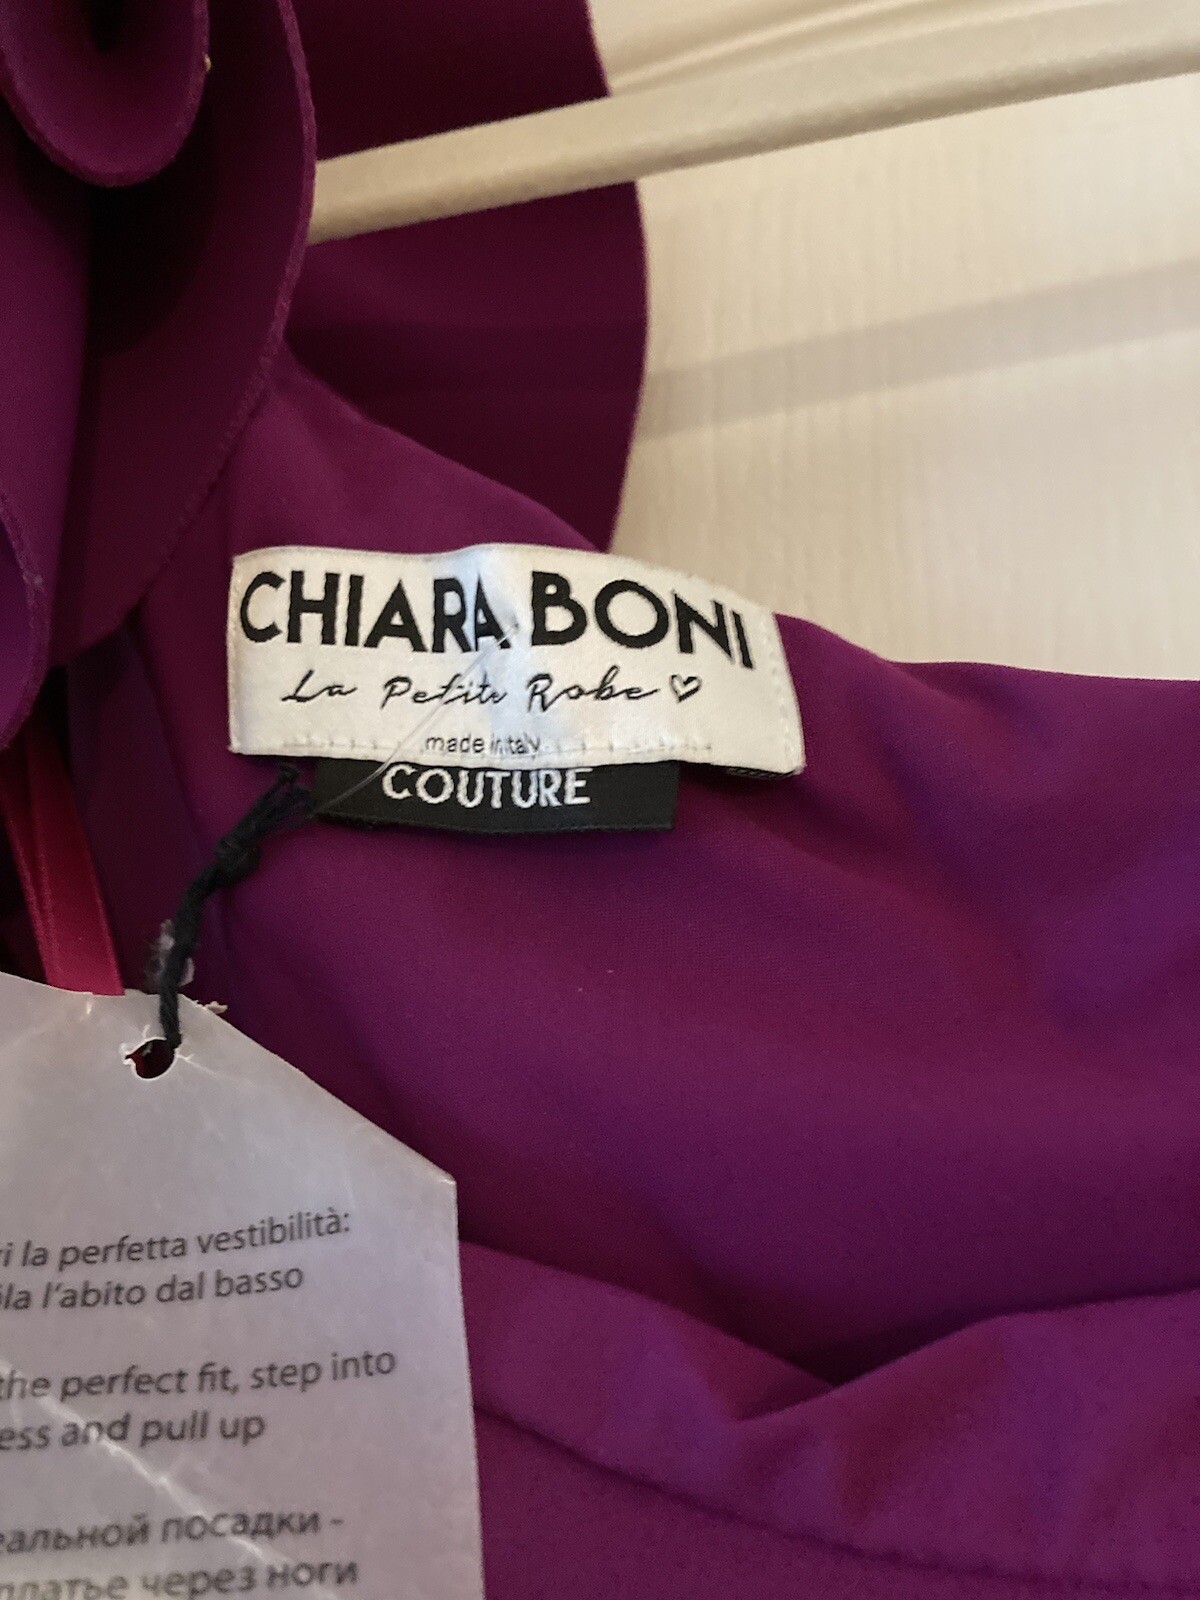 CHIARA BONI
La Petite Robe
made in italy
COUTURE
la perfetta vestibilità:
l'abito dal basso
the perfect fit, step into
and pull up
посадки -
платье через ноги